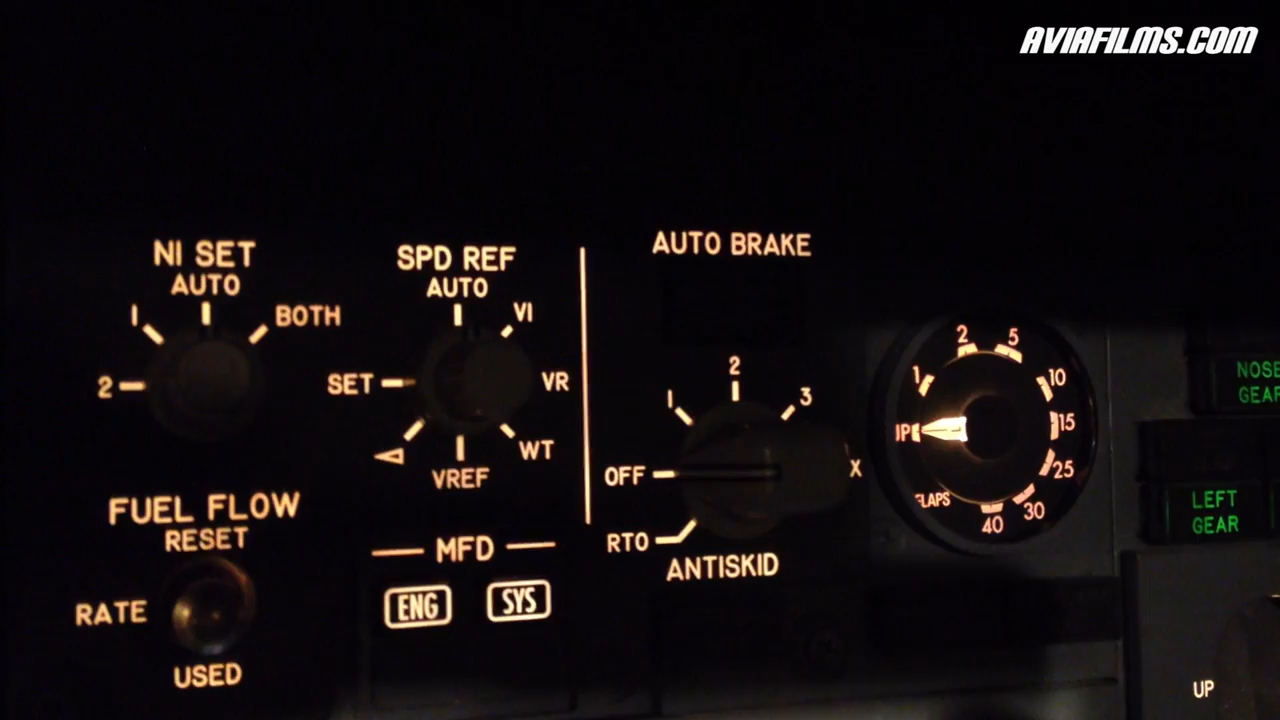 AVIAFILMS.COM
N1 SET
AUTO
1
BOTH
2
SPD REF
AUTO
V1
SET
VR
WT
VREF
FUEL FLOW
RESET
RATE
USED
MFD
ENG
SYS
AUTO BRAKE
1
2
3
OFF
RTO
ANTISKID
UP
1
2
5
10
15
25
30
40
FLAPS
NOSE
GEAR
LEFT
GEAR
UP